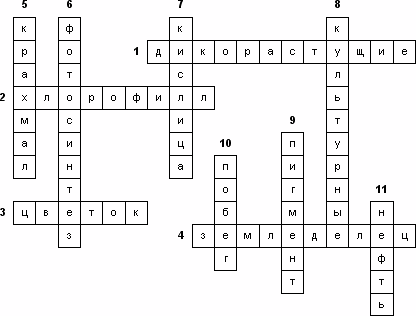 5 крахмал
6 фотосинтез
7 кислица
8 культурные
1 дикорастущие
2 хлорофилл
9 пигмент
10 побег
11 нефть
3 цветок
4 земледелец